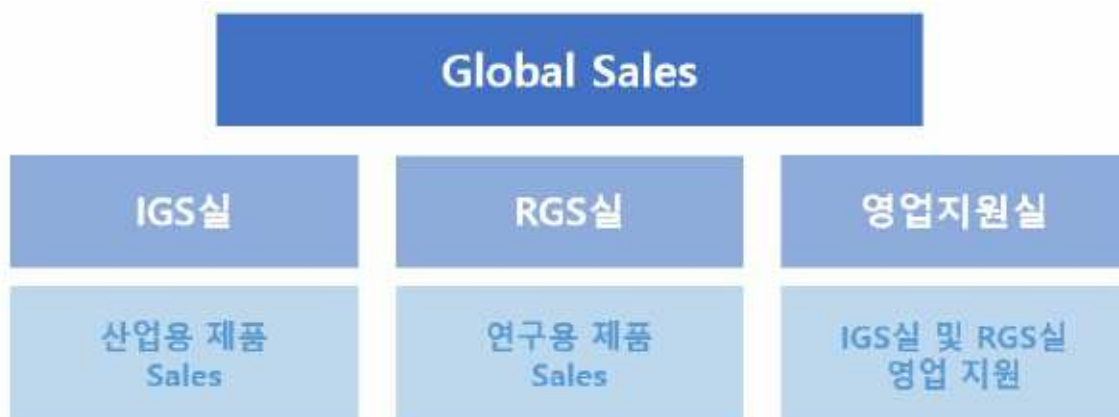 Global Sales
IGS실
RGS실
영업지원실
산업용 제품
Sales
연구용 제품
Sales
IGS실 및 RGS실
영업 지원